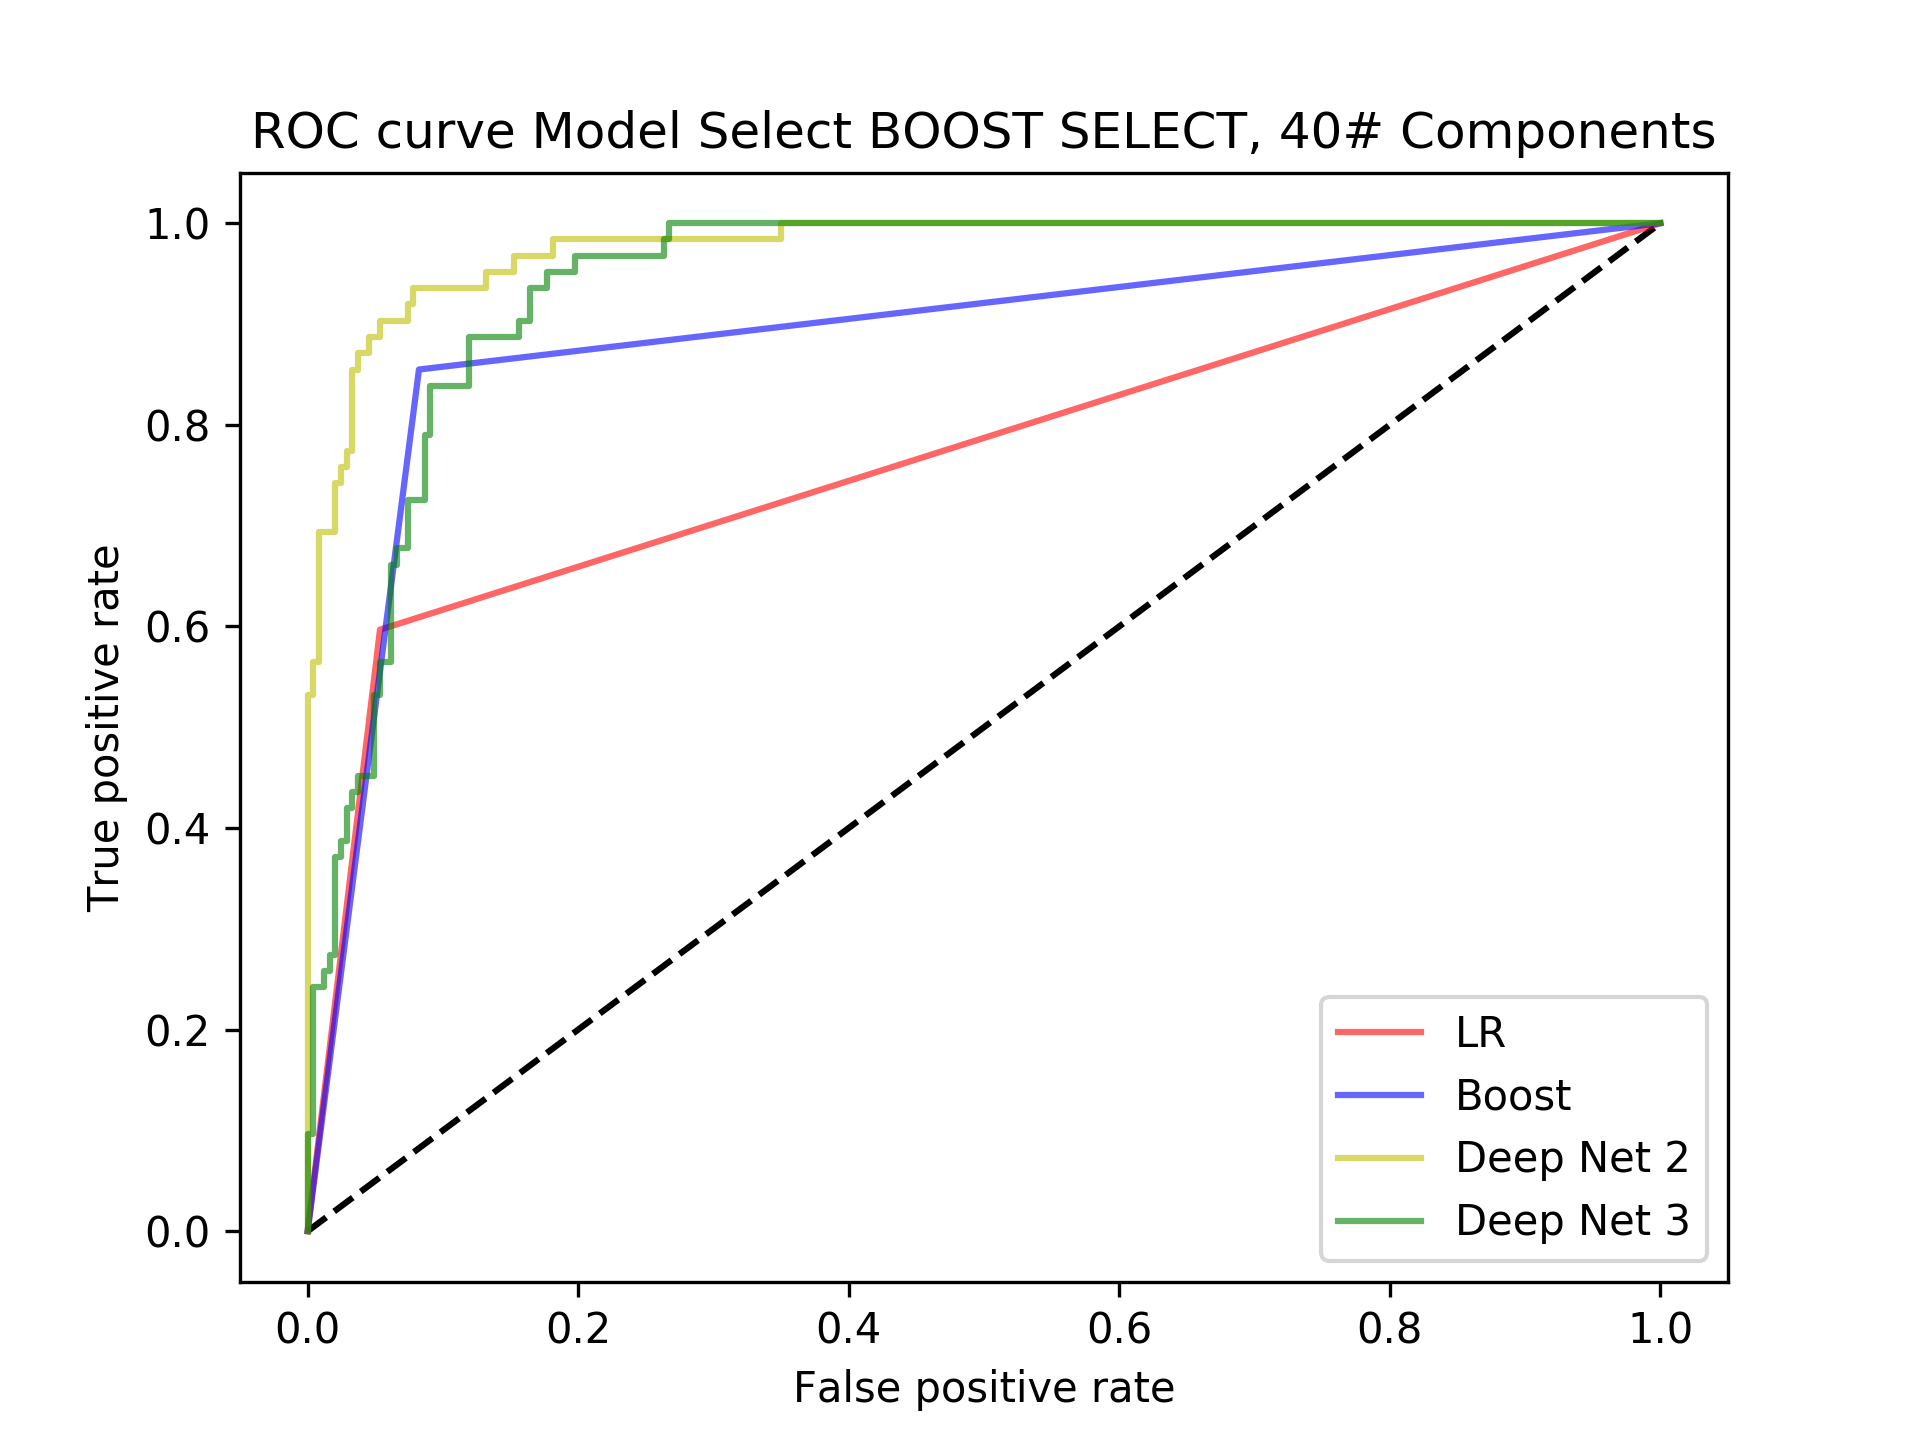 ROC curve Model Select BOOST SELECT, 40# Components
1.0
0.8
0.6
0.4
0.2
0.0
True positive rate
0.0 0.2 0.4 0.6 0.8 1.0
False positive rate
LR
Boost
Deep Net 2
Deep Net 3